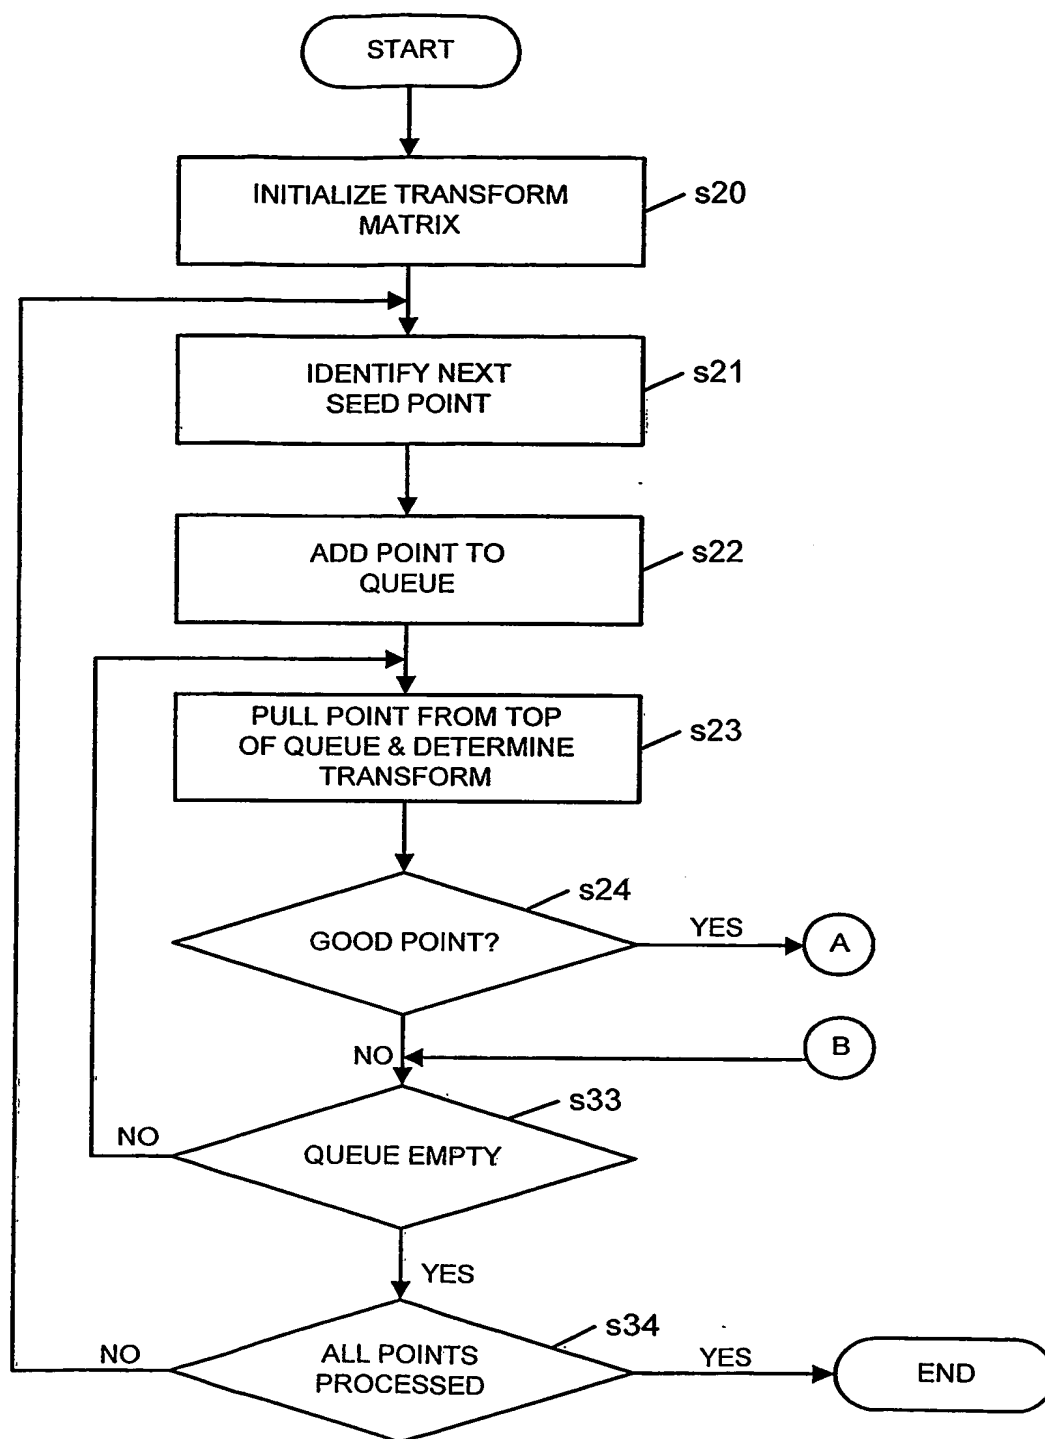 START
INITIALIZE TRANSFORM
MATRIX
s20
IDENTIFY NEXT
SEED POINT
s21
ADD POINT TO
QUEUE
s22
PULL POINT FROM TOP
OF QUEUE & DETERMINE
TRANSFORM
s23
s24
GOOD POINT?
YES
A
NO
B
s33
NO
QUEUE EMPTY
YES
s34
NO
ALL POINTS
PROCESSED
YES
END